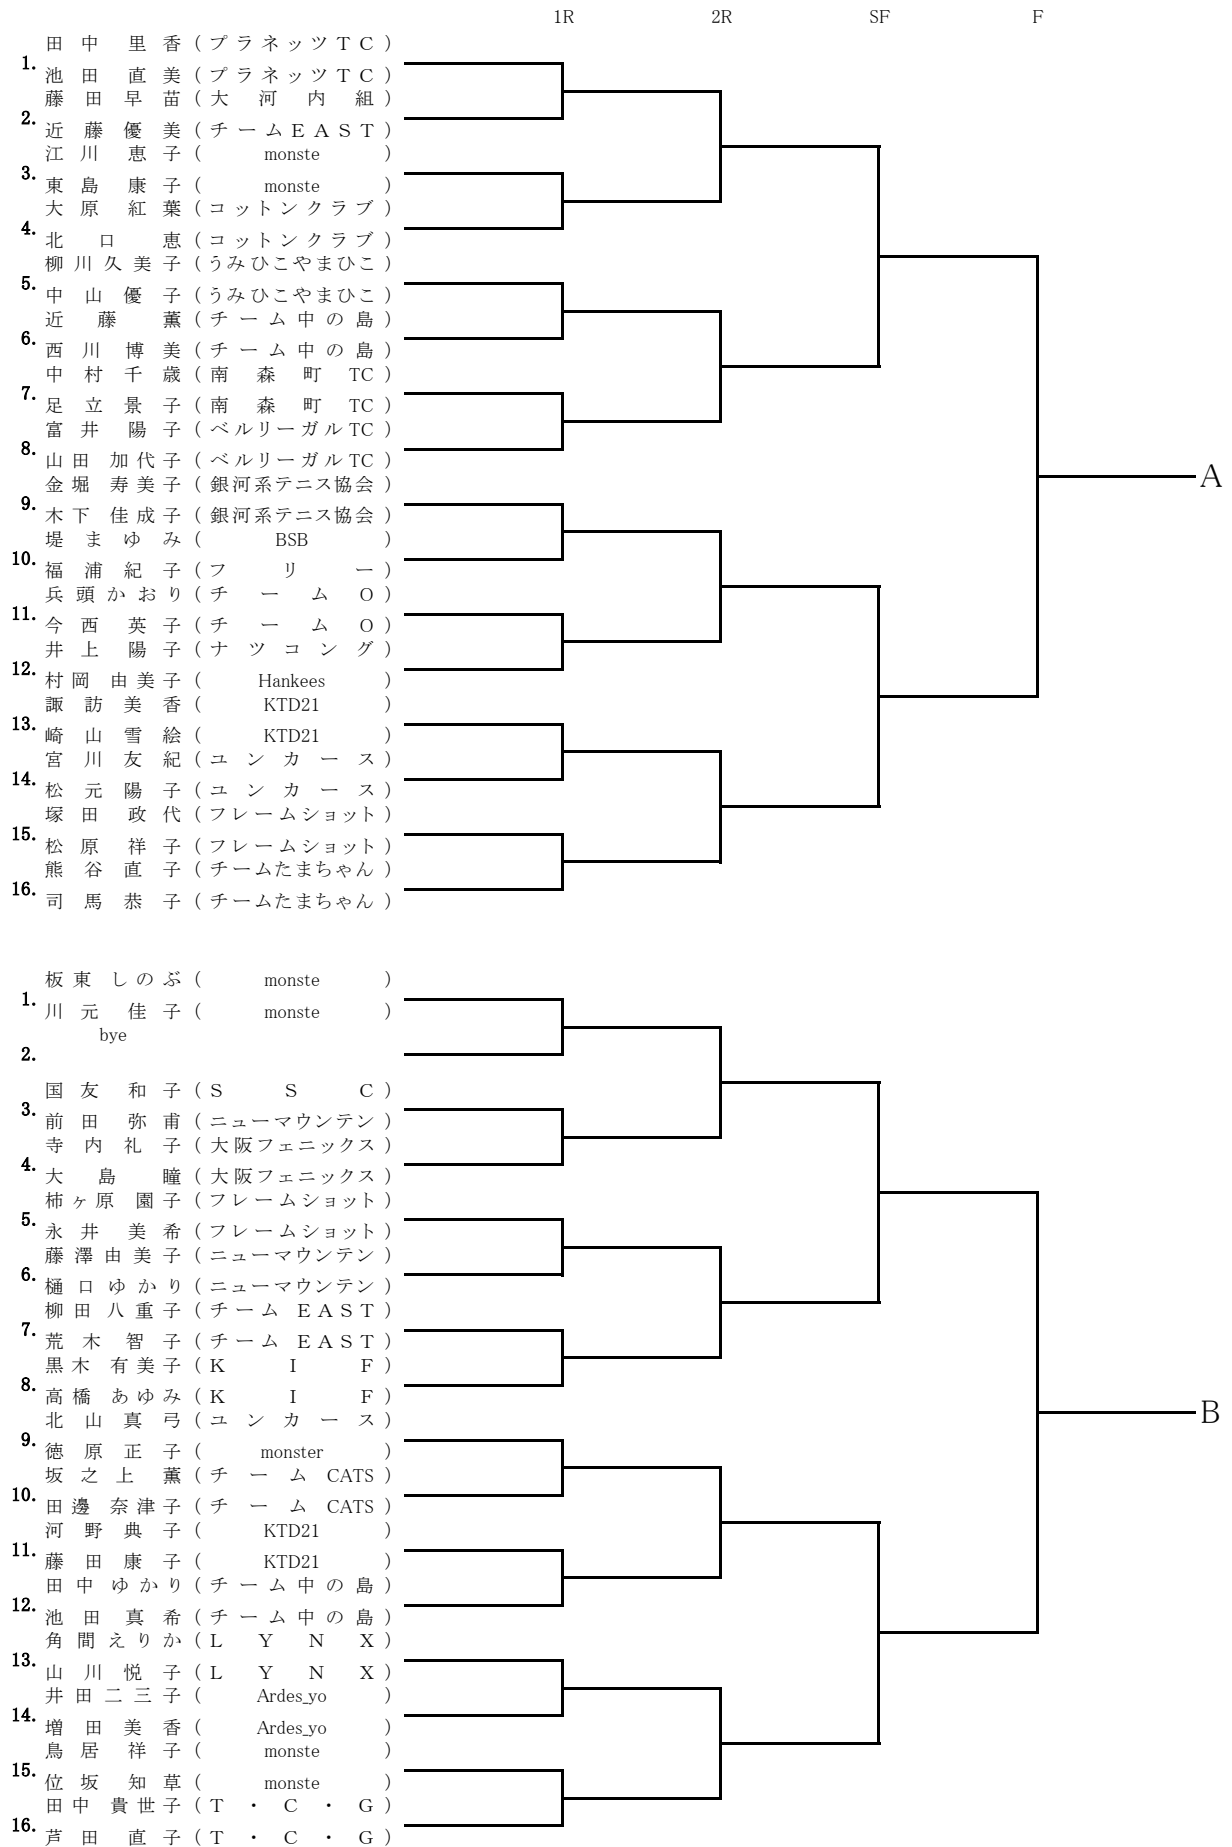 1R 2R SF F
田中 里香 (プラネッツTC)
1.
池田 直美 (プラネッツTC)
藤田早苗 (大河内組)
2.
近藤優美 (チームEAST)
江川 恵子 ( monste )
3.
東島 康子 ( monste )
大原 紅葉 (コットンクラブ)
4.
北口 恵 (コットンクラブ)
柳川久美子 (うみひこやまひこ)
5.
中山優子 (うみひこやまひこ)
近藤 薫 (チーム中の島)
6.
西川博美 (チーム中の島)
中村千歳 (南森町TC)
7.
足立景子 (南森町TC)
富井 陽子 (ベルリーガルTC)
8.
山田 加代子 (ベルリーガルTC)
A
金堀 寿美子 (銀河系テニス協会)
9.
木下 佳成子 (銀河系テニス協会)
堤まゆみ ( BSB )
10.
福浦紀子 (フリー)
兵頭かおり (チームO)
11.
今西 英子 (チームO)
井上 陽子 (ナツコング)
12.
村岡 由美子 ( Hankees )
諏訪美香 ( KTD21 )
13.
崎山雪絵 ( KTD21 )
宮川友紀 (ユンカース)
14.
松元陽子 (ユンカース)
塚田 政代 (フレームショット)
15.
松原 祥子 (フレームショット)
熊谷直子 (チームたまちゃん)
16.
司馬恭子 (チームたまちゃん)
板東 しのぶ ( monste )
1.
川元 佳子 ( monste )
bye
2.
国友 和子 (SSC)
3.
前田 弥甫 (ニューマウンテン)
寺内礼子 (大阪フェニックス)
4.
大島 瞳 (大阪フェニックス)
柿ヶ原 園子 (フレームショット)
5.
永井 美希 (フレームショット)
藤澤由美子 (ニューマウンテン)
6.
樋口ゆかり (ニューマウンテン)
柳田八重子 (チーム EAST)
7.
荒木 智子 (チーム EAST)
黒木 有美子 (KIF)
8.
高橋 あゆみ (KIF)
B
北山真弓 (ユンカース)
9.
徳原正子 ( monster )
坂之上 薫 (チーム CATS)
10.
田邊 奈津子 (チーム CATS)
河野典子 ( KTD21 )
11.
藤田康子 ( KTD21 )
田中ゆかり (チーム中の島)
12.
池田真希 (チーム中の島)
角間えりか (LYNX)
13.
山川悦子 (LYNX)
井田二三子 ( Ardes_yo )
14.
増田美香 ( Ardes_yo )
鳥居 祥子 ( monste )
15.
位坂 知草 ( monste )
田中 貴世子 (T・C・G)
16.
芦田 直子 (T・C・G)